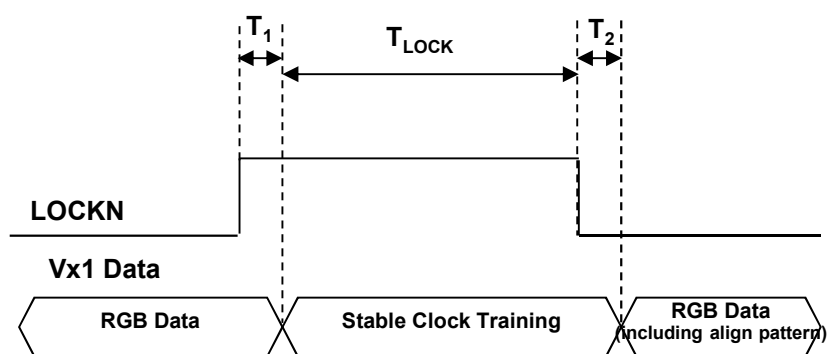 T1
TLOCK
T2
LOCKN
Vx1 Data
RGB Data
Stable Clock Training
RGB Data
(including align pattern)